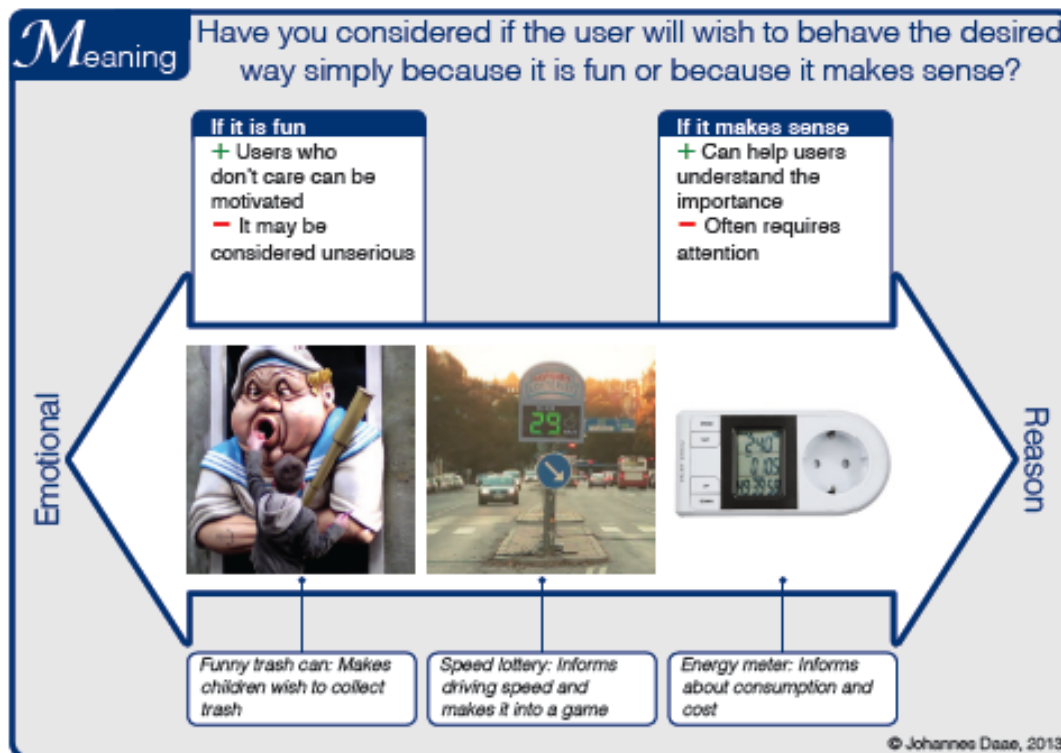 Meaning
Have you considered if the user will wish to behave the desired
way simply because it is fun or because it makes sense?
If it is fun
+ Users who
don't care can be
motivated
− It may be
considered unserious
If it makes sense
+ Can help users
understand the
importance
− Often requires
attention
Emotional
Reason
29
240
0.105
Funny trash can: Makes
children wish to collect
trash
Speed lottery: Informs
driving speed and
makes it into a game
Energy meter: Informs
about consumption and
cost
© Johannes Daae, 2013